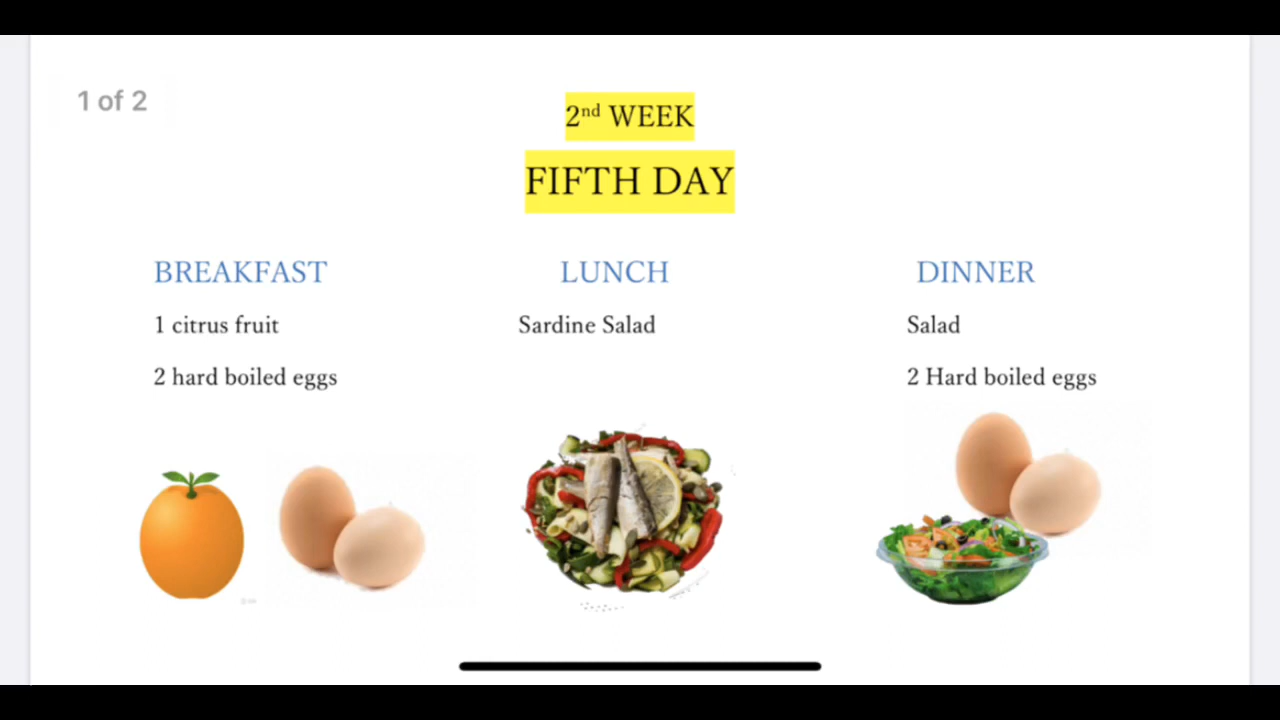 1 of 2
2nd WEEK
FIFTH DAY
BREAKFAST
1 citrus fruit
2 hard boiled eggs
LUNCH
Sardine Salad
DINNER
Salad
2 Hard boiled eggs